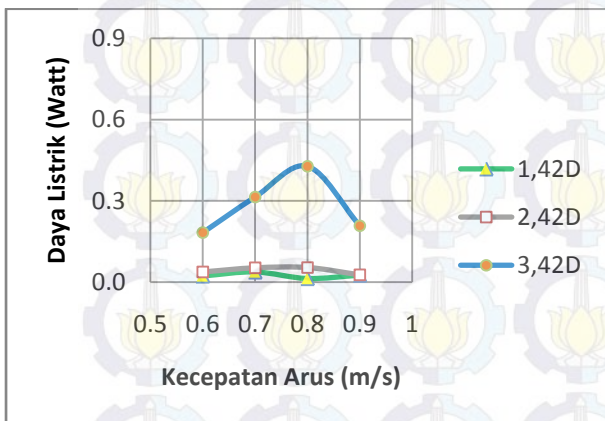 Daya Listrik (Watt)
0.9
0.6
0.3
0.0
0.5 0.6 0.7 0.8 0.9 1
Kecepatan Arus (m/s)
1,42D
2,42D
3,42D